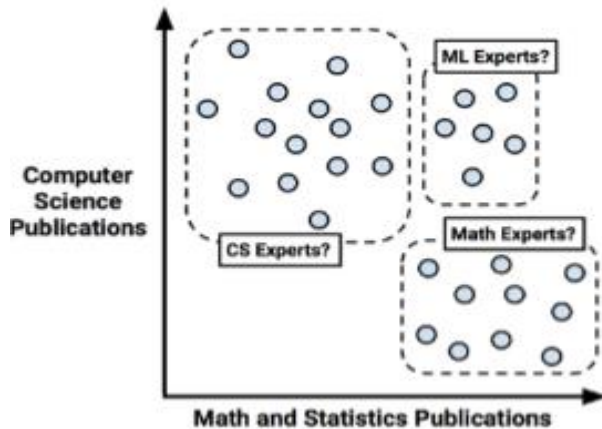 ML Experts?
Computer
Science
Publications
CS Experts?
Math Experts?
Math and Statistics Publications